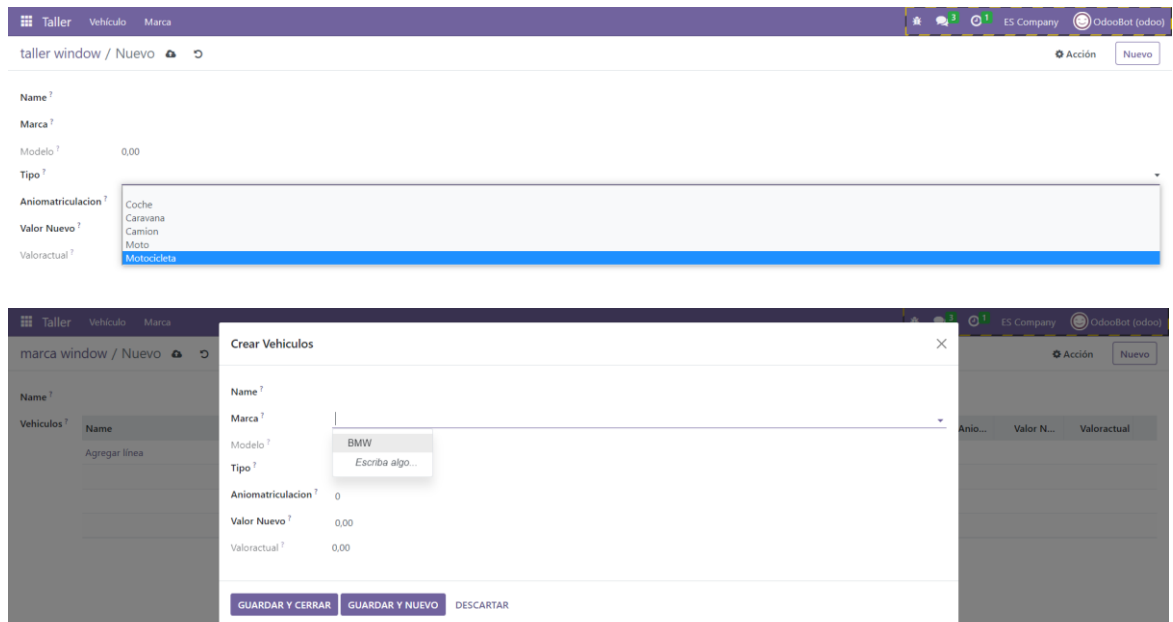 Taller Vehículo Marca 3 1 ES Company OdooBot (odoo)
taller window / Nuevo Acción Nuevo
Name ?
Marca ?
Modelo ? 0,00
Tipo ?
Aniomatriculacion ?
Coche
Caravana
Valor Nuevo ?
Camion
Moto
Valoractual ?
Motocicleta
Taller Vehículo Marca 3 1 ES Company OdooBot (odoo)
marca window / Nuevo Acción Nuevo
Name ?
Vehiculos ? Name Anio... Valor N... Valoractual
Agregar línea
Crear Vehiculos
Name ?
Marca ?
BMW
Escriba algo...
Modelo ?
Tipo ?
Aniomatriculacion ? 0
Valor Nuevo ? 0,00
Valoractual ? 0,00
GUARDAR Y CERRAR GUARDAR Y NUEVO DESCARTAR